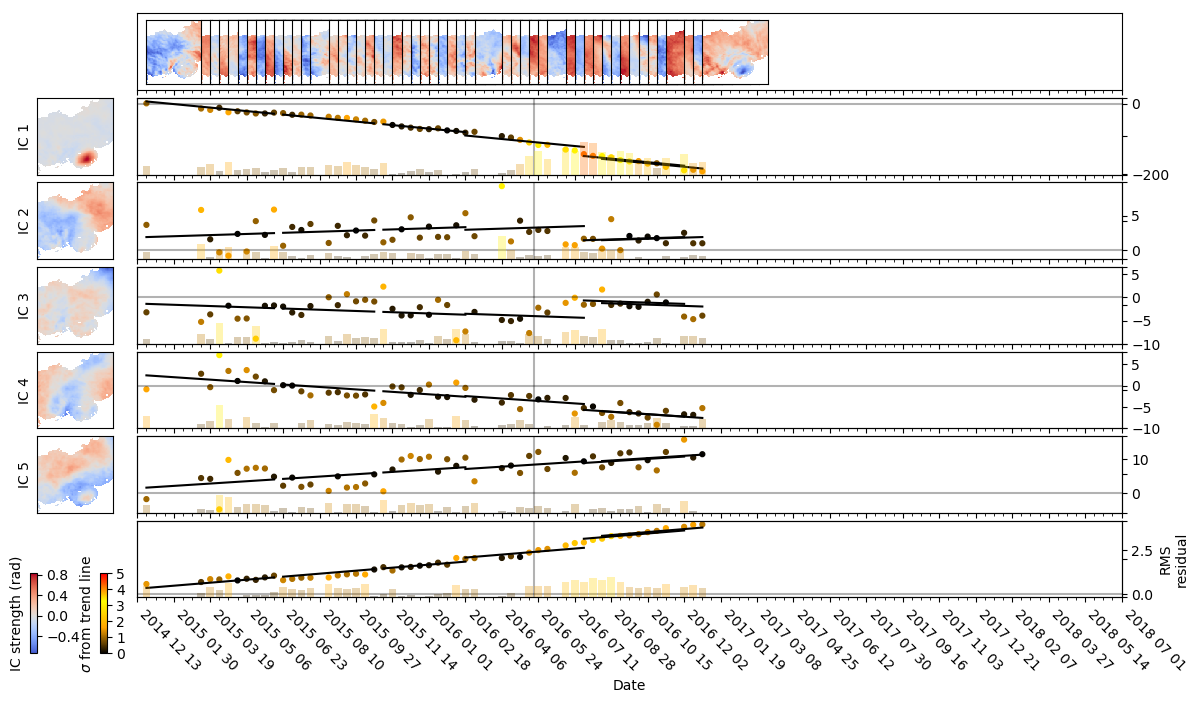 IC 1
0
−200
IC 2
5
0
IC 3
5
0
−5
−10
IC 4
5
0
−5
−10
IC 5
10
0
2.5
0.0
RMS
residual
IC strength (rad)
0.8
0.4
0.0
−0.4
σ from trend line
5
4
3
2
1
0
2014 12 13
2015 01 30
2015 03 19
2015 05 06
2015 06 23
2015 08 10
2015 09 27
2015 11 14
2016 01 01
2016 02 18
2016 04 06
2016 05 24
2016 07 11
2016 08 28
2016 10 15
2016 12 02
2017 01 19
2017 03 08
2017 04 25
2017 06 12
2017 07 30
2017 09 16
2017 11 03
2017 12 21
2018 02 07
2018 03 27
2018 05 14
2018 07 01
Date